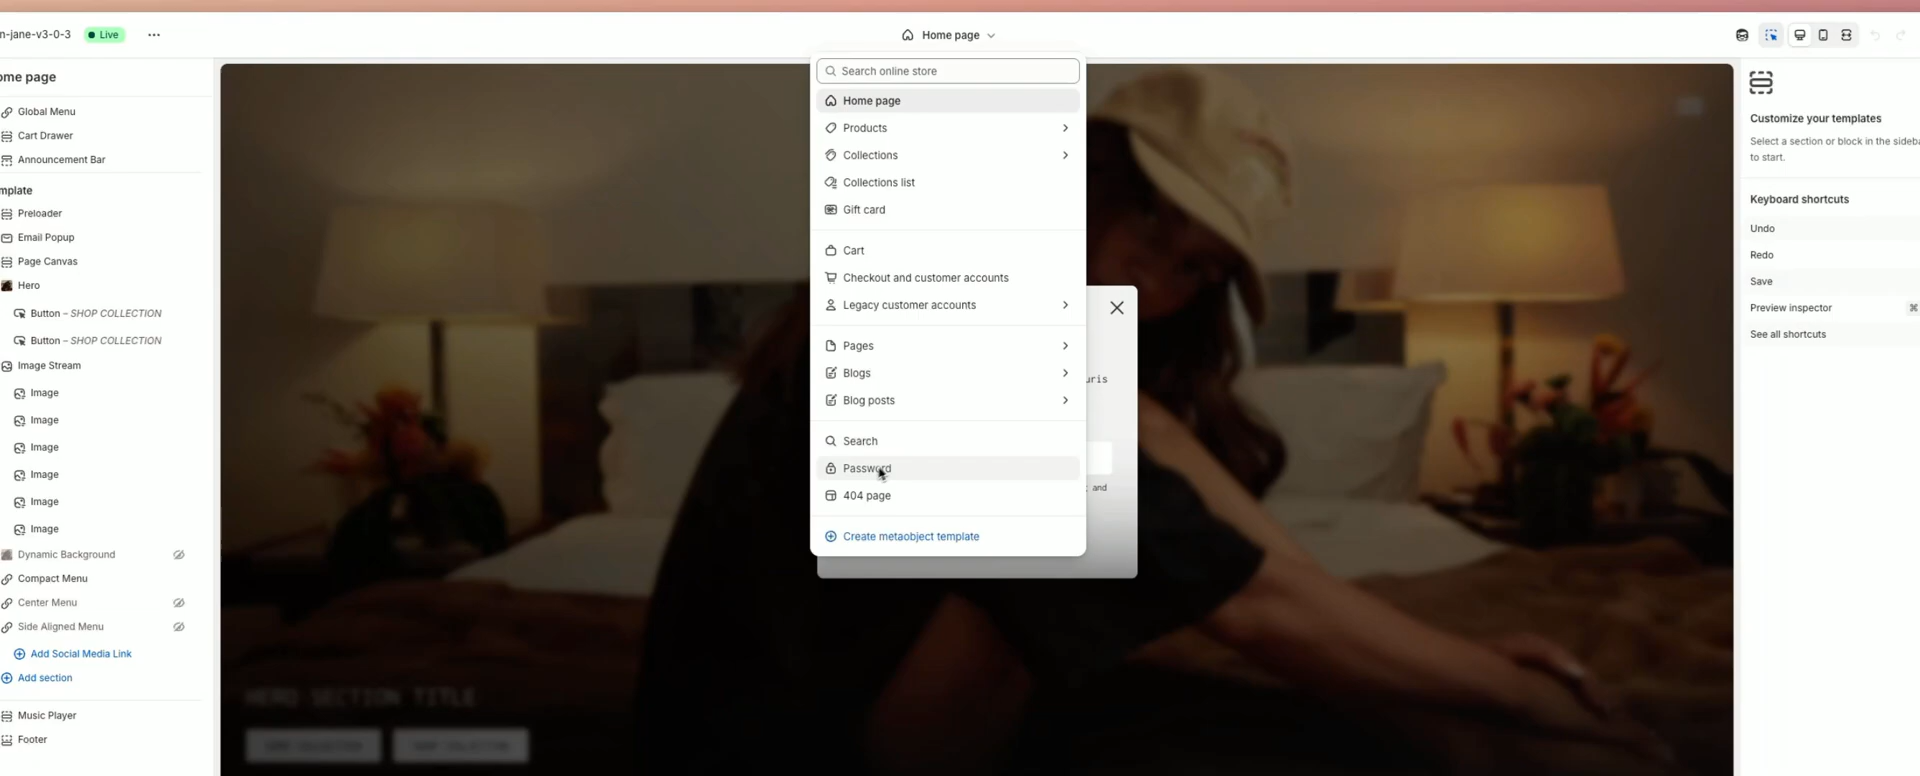 n-jane-v3-0-3
Live
Home page
ome page
Global Menu
Cart Drawer
Announcement Bar
mplate
Preloader
Email Popup
Page Canvas
Hero
Button – SHOP COLLECTION
Button – SHOP COLLECTION
Image Stream
Image
Image
Image
Image
Image
Image
Dynamic Background
Compact Menu
Center Menu
Side Aligned Menu
Add Social Media Link
Add section
Music Player
Footer
Search online store
Home page
Products
Collections
Collections list
Gift card
Cart
Checkout and customer accounts
Legacy customer accounts
Pages
Blogs
Blog posts
Search
Password
404 page
Create metaobject template
uris
and
HERO SECTION TITLE
Customize your templates
Select a section or block in the sideba
to start.
Keyboard shortcuts
Undo
Redo
Save
Preview inspector ⌘
See all shortcuts